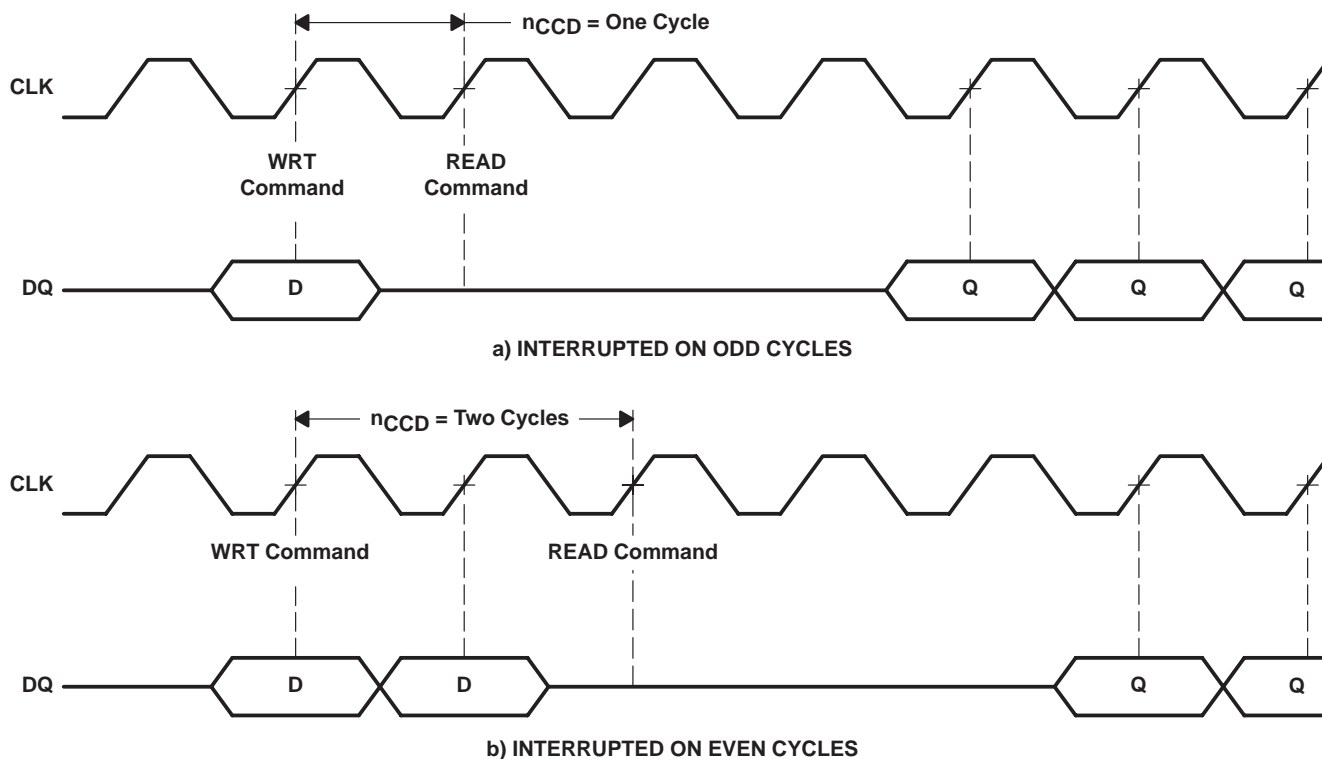 nCCD = One Cycle
CLK
WRT
Command
READ
Command
DQ
D
Q
Q
Q
a) INTERRUPTED ON ODD CYCLES
nCCD = Two Cycles
CLK
WRT Command
READ Command
DQ
D
D
Q
Q
b) INTERRUPTED ON EVEN CYCLES